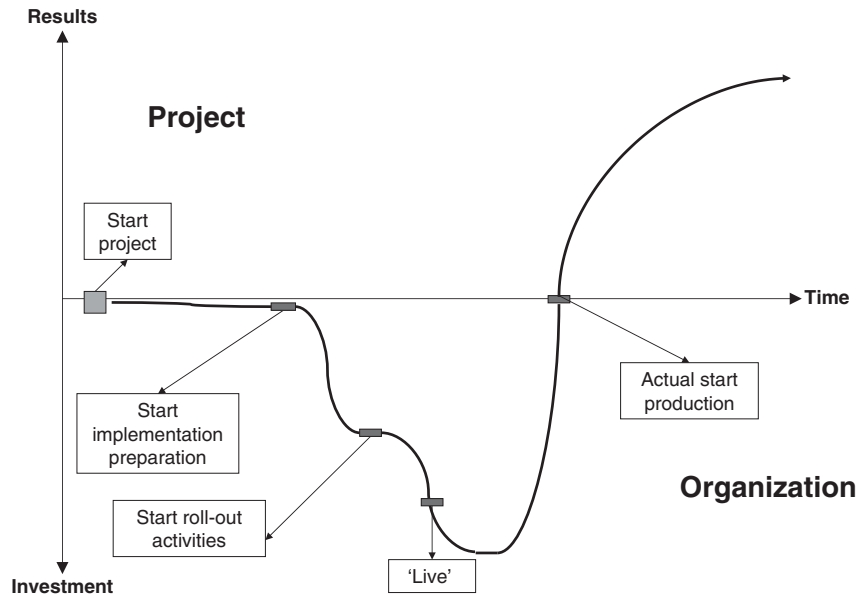 Results
Project
Start
project
Time
Actual start
production
Start
implementation
preparation
Organization
Start roll-out
activities
'Live'
Investment